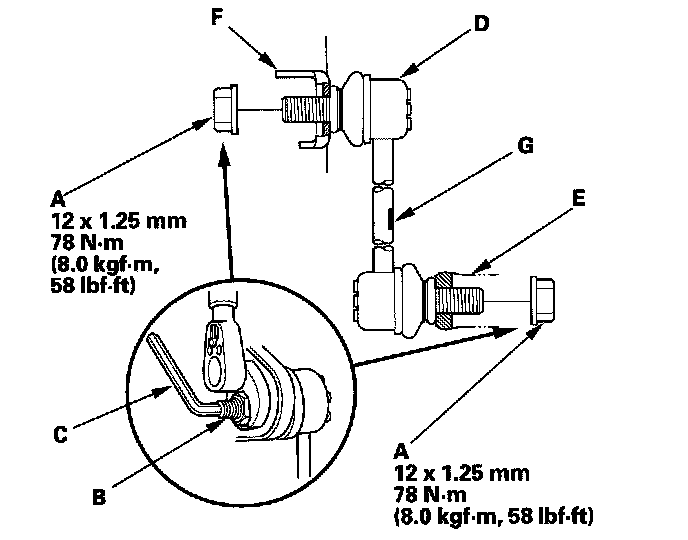 F
D
G
E
A
12 x 1.25 mm
78 N·m
(8.0 kgf·m,
58 lbf·ft)
C
B
A
12 x 1.25 mm
78 N·m
(8.0 kgf·m, 58 lbf·ft)